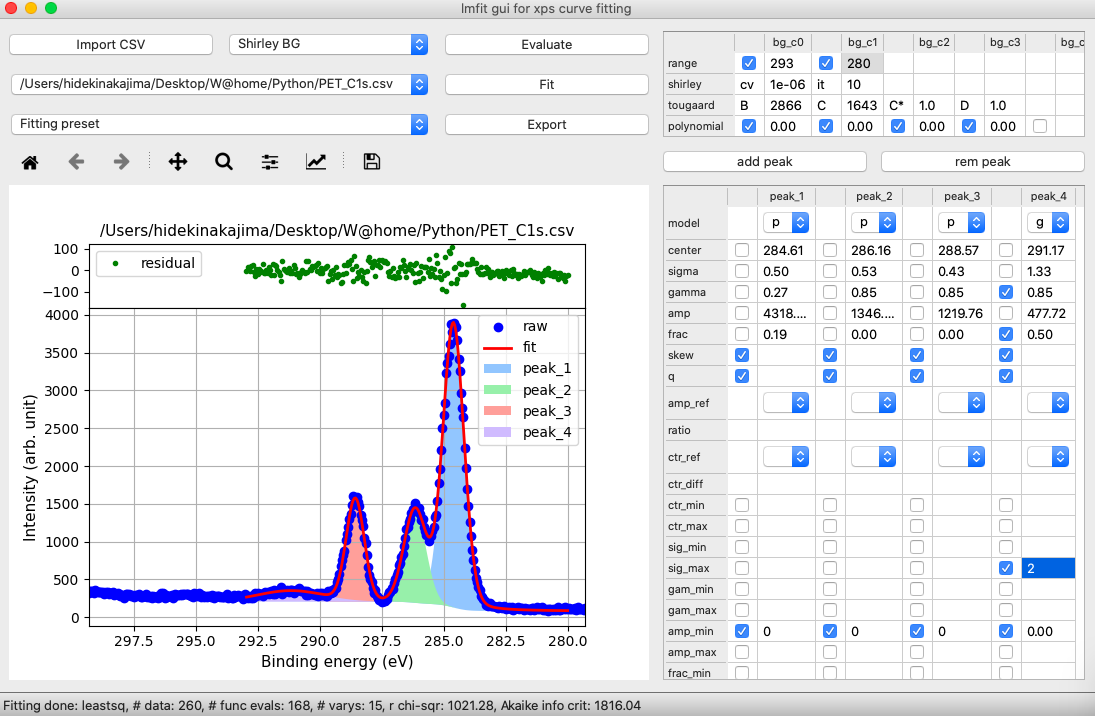 lmfit gui for xps curve fitting
Import CSV
Shirley BG
Evaluate
/Users/hidekinakajima/Desktop/W@home/Python/PET_C1s.csv
Fit
Fitting preset
Export
/Users/hidekinakajima/Desktop/W@home/Python/PET_C1s.csv
100
0
−100
residual
4000
3500
3000
2500
2000
1500
1000
500
0
Intensity (arb. unit)
raw
fit
peak_1
peak_2
peak_3
peak_4
297.5 295.0 292.5 290.0 287.5 285.0 282.5 280.0
Binding energy (eV)
bg_c0 bg_c1 bg_c2 bg_c3 bg_c
range 293 280
shirley cv 1e-06 it 10
tougaard B 2866 C 1643 C* 1.0 D 1.0
polynomial 0.00 0.00 0.00 0.00
add peak
rem peak
peak_1 peak_2 peak_3 peak_4
model p p p g
center 284.61 286.16 288.57 291.17
sigma 0.50 0.53 0.43 1.33
gamma 0.27 0.85 0.85 0.85
amp 4318.... 1346.... 1219.76 477.72
frac 0.19 0.00 0.00 0.50
skew
q
amp_ref
ratio
ctr_ref
ctr_diff
ctr_min
ctr_max
sig_min
sig_max 2
gam_min
gam_max
amp_min 0 0 0 0.00
amp_max
frac_min
Fitting done: leastsq, # data: 260, # func evals: 168, # varys: 15, r chi-sqr: 1021.28, Akaike info crit: 1816.04